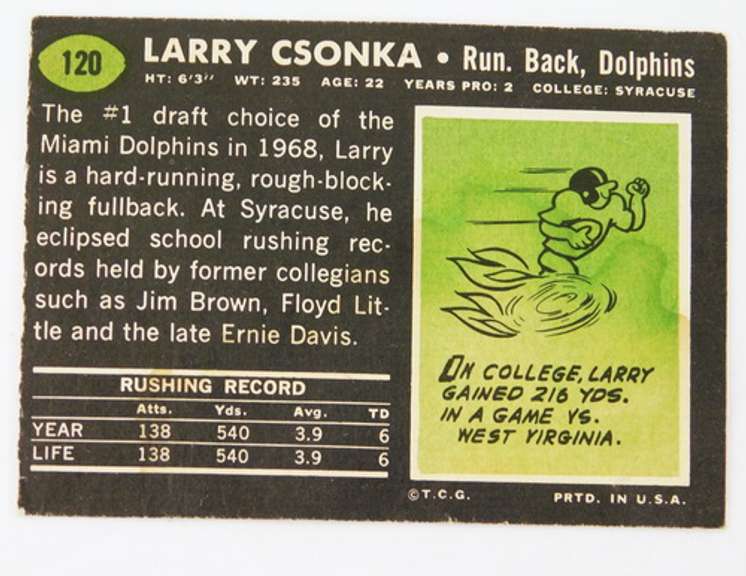 120
LARRY CSONKA • Run. Back, Dolphins
HT: 6'3" WT: 235 AGE: 22 YEARS PRO: 2 COLLEGE: SYRACUSE
The #1 draft choice of the
Miami Dolphins in 1968, Larry
is a hard-running, rough-block-
ing fullback. At Syracuse, he
eclipsed school rushing rec-
ords held by former collegians
such as Jim Brown, Floyd Lit-
tle and the late Ernie Davis.
RUSHING RECORD
Atts. Yds. Avg. TD
YEAR 138 540 3.9 6
LIFE 138 540 3.9 6
IN COLLEGE, LARRY
GAINED 216 YDS.
IN A GAME VS.
WEST VIRGINIA.
©T.C.G. PRTD. IN U.S.A.